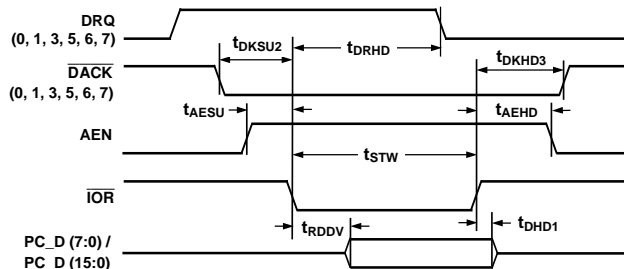 DRQ
(0, 1, 3, 5, 6, 7)
tDKSU2
tDRHD
tDKHD3
DACK
(0, 1, 3, 5, 6, 7)
tAESU
tAEHD
AEN
tSTW
IOR
tRDDV
tDHD1
PC_D (7:0) /
PC_D (15:0)